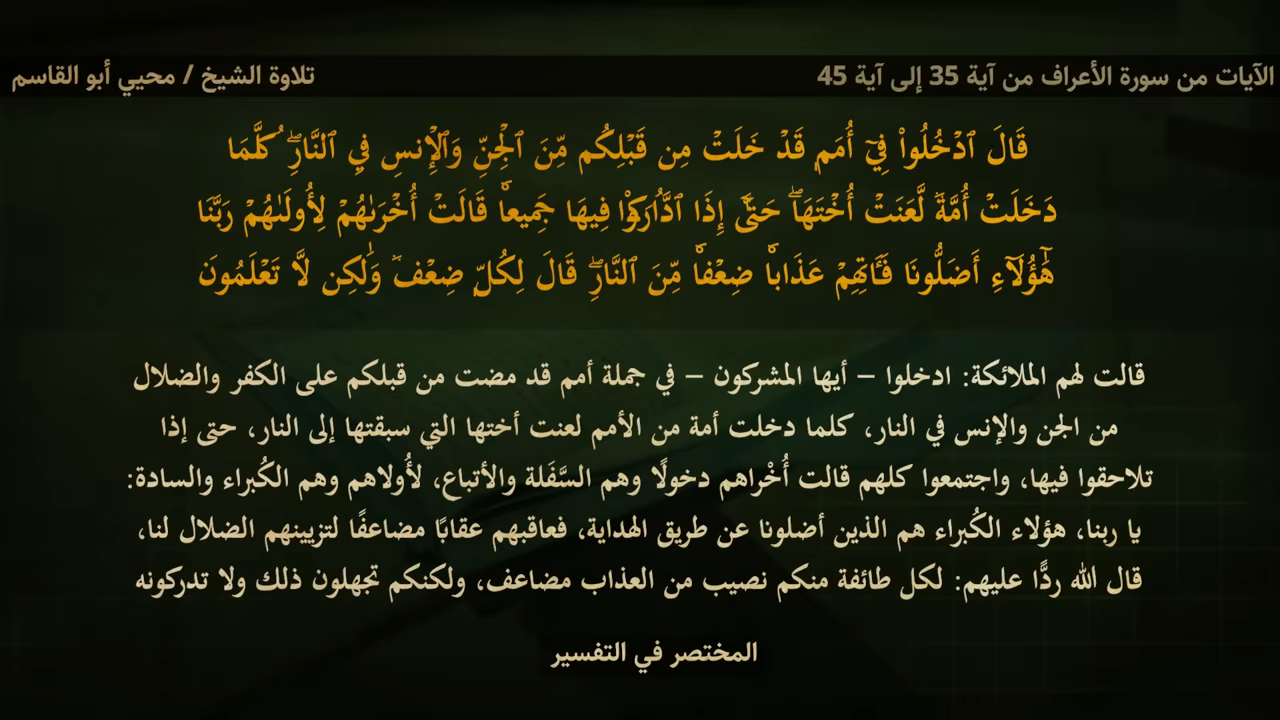 الآيات من سورة الأعراف من آية 35 إلى آية 45
تلاوة الشيخ / محيي أبو القاسم
قَالَ ٱدْخُلُوا۟ فِىٓ أُمَمٍ قَدْ خَلَتْ مِن قَبْلِكُم مِّنَ ٱلْجِنِّ وَٱلْإِنسِ فِى ٱلنَّارِ ۖ كُلَّمَا
دَخَلَتْ أُمَّةٌ لَّعَنَتْ أُخْتَهَا ۖ حَتَّىٰٓ إِذَا ٱدَّارَكُوا۟ فِيهَا جَمِيعًا قَالَتْ أُخْرَىٰهُمْ لِأُولَىٰهُمْ رَبَّنَا
هَٰٓؤُلَآءِ أَضَلُّونَا فَـَٔاتِهِمْ عَذَابًا ضِعْفًا مِّنَ ٱلنَّارِ ۖ قَالَ لِكُلٍّ ضِعْفٌ وَلَٰكِن لَّا تَعْلَمُونَ
قالت لهم الملائكة: ادخلوا – أيها المشركون – في جملة أمم قد مضت من قبلكم على الكفر والضلال
من الجن والإنس في النار، كلما دخلت أمة من الأمم لعنت أختها التي سبقتها إلى النار، حتى إذا
تلاحقوا فيها، واجتمعوا كلهم قالت أُخْراهم دخولًا وهم السَّفَلة والأتباع، لأُولاهم وهم الكُبراء والسادة:
يا ربنا، هؤلاء الكُبراء هم الذين أضلونا عن طريق الهداية، فعاقبهم عقابًا مضاعفًا لتزيينهم الضلال لنا،
قال الله ردًّا عليهم: لكل طائفة منكم نصيب من العذاب مضاعف، ولكنكم تجهلون ذلك ولا تدركونه
المختصر في التفسير